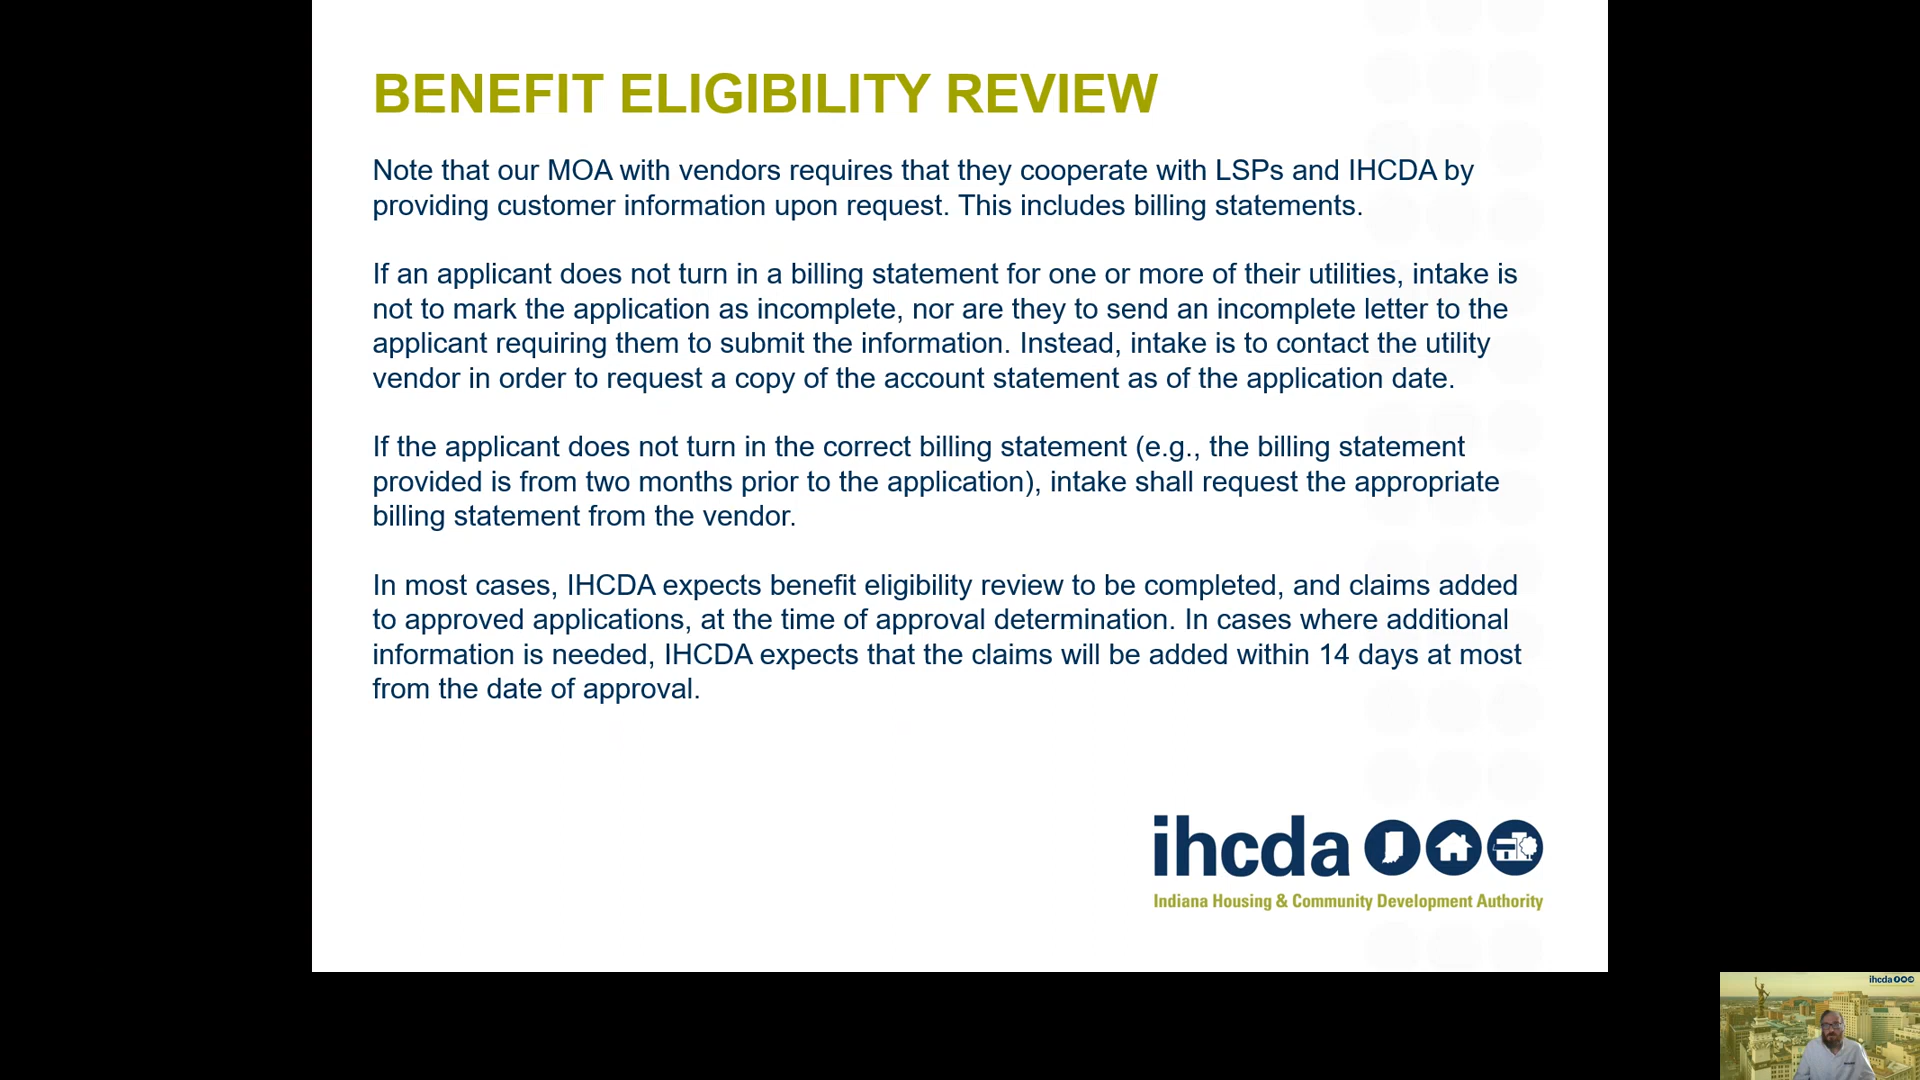 BENEFIT ELIGIBILITY REVIEW
Note that our MOA with vendors requires that they cooperate with LSPs and IHCDA by
providing customer information upon request. This includes billing statements.
If an applicant does not turn in a billing statement for one or more of their utilities, intake is
not to mark the application as incomplete, nor are they to send an incomplete letter to the
applicant requiring them to submit the information. Instead, intake is to contact the utility
vendor in order to request a copy of the account statement as of the application date.
If the applicant does not turn in the correct billing statement (e.g., the billing statement
provided is from two months prior to the application), intake shall request the appropriate
billing statement from the vendor.
In most cases, IHCDA expects benefit eligibility review to be completed, and claims added
to approved applications, at the time of approval determination. In cases where additional
information is needed, IHCDA expects that the claims will be added within 14 days at most
from the date of approval.
ihcda
Indiana Housing & Community Development Authority
ihcda